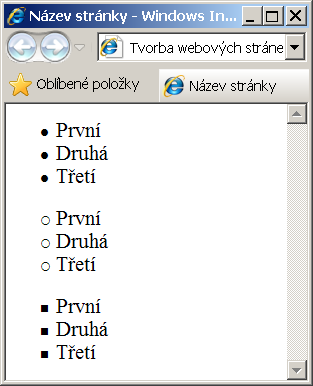 Název stránky - Windows In...
Tvorba webových stráne
Oblíbené položky
Název stránky
První
Druhá
Třetí
První
Druhá
Třetí
První
Druhá
Třetí